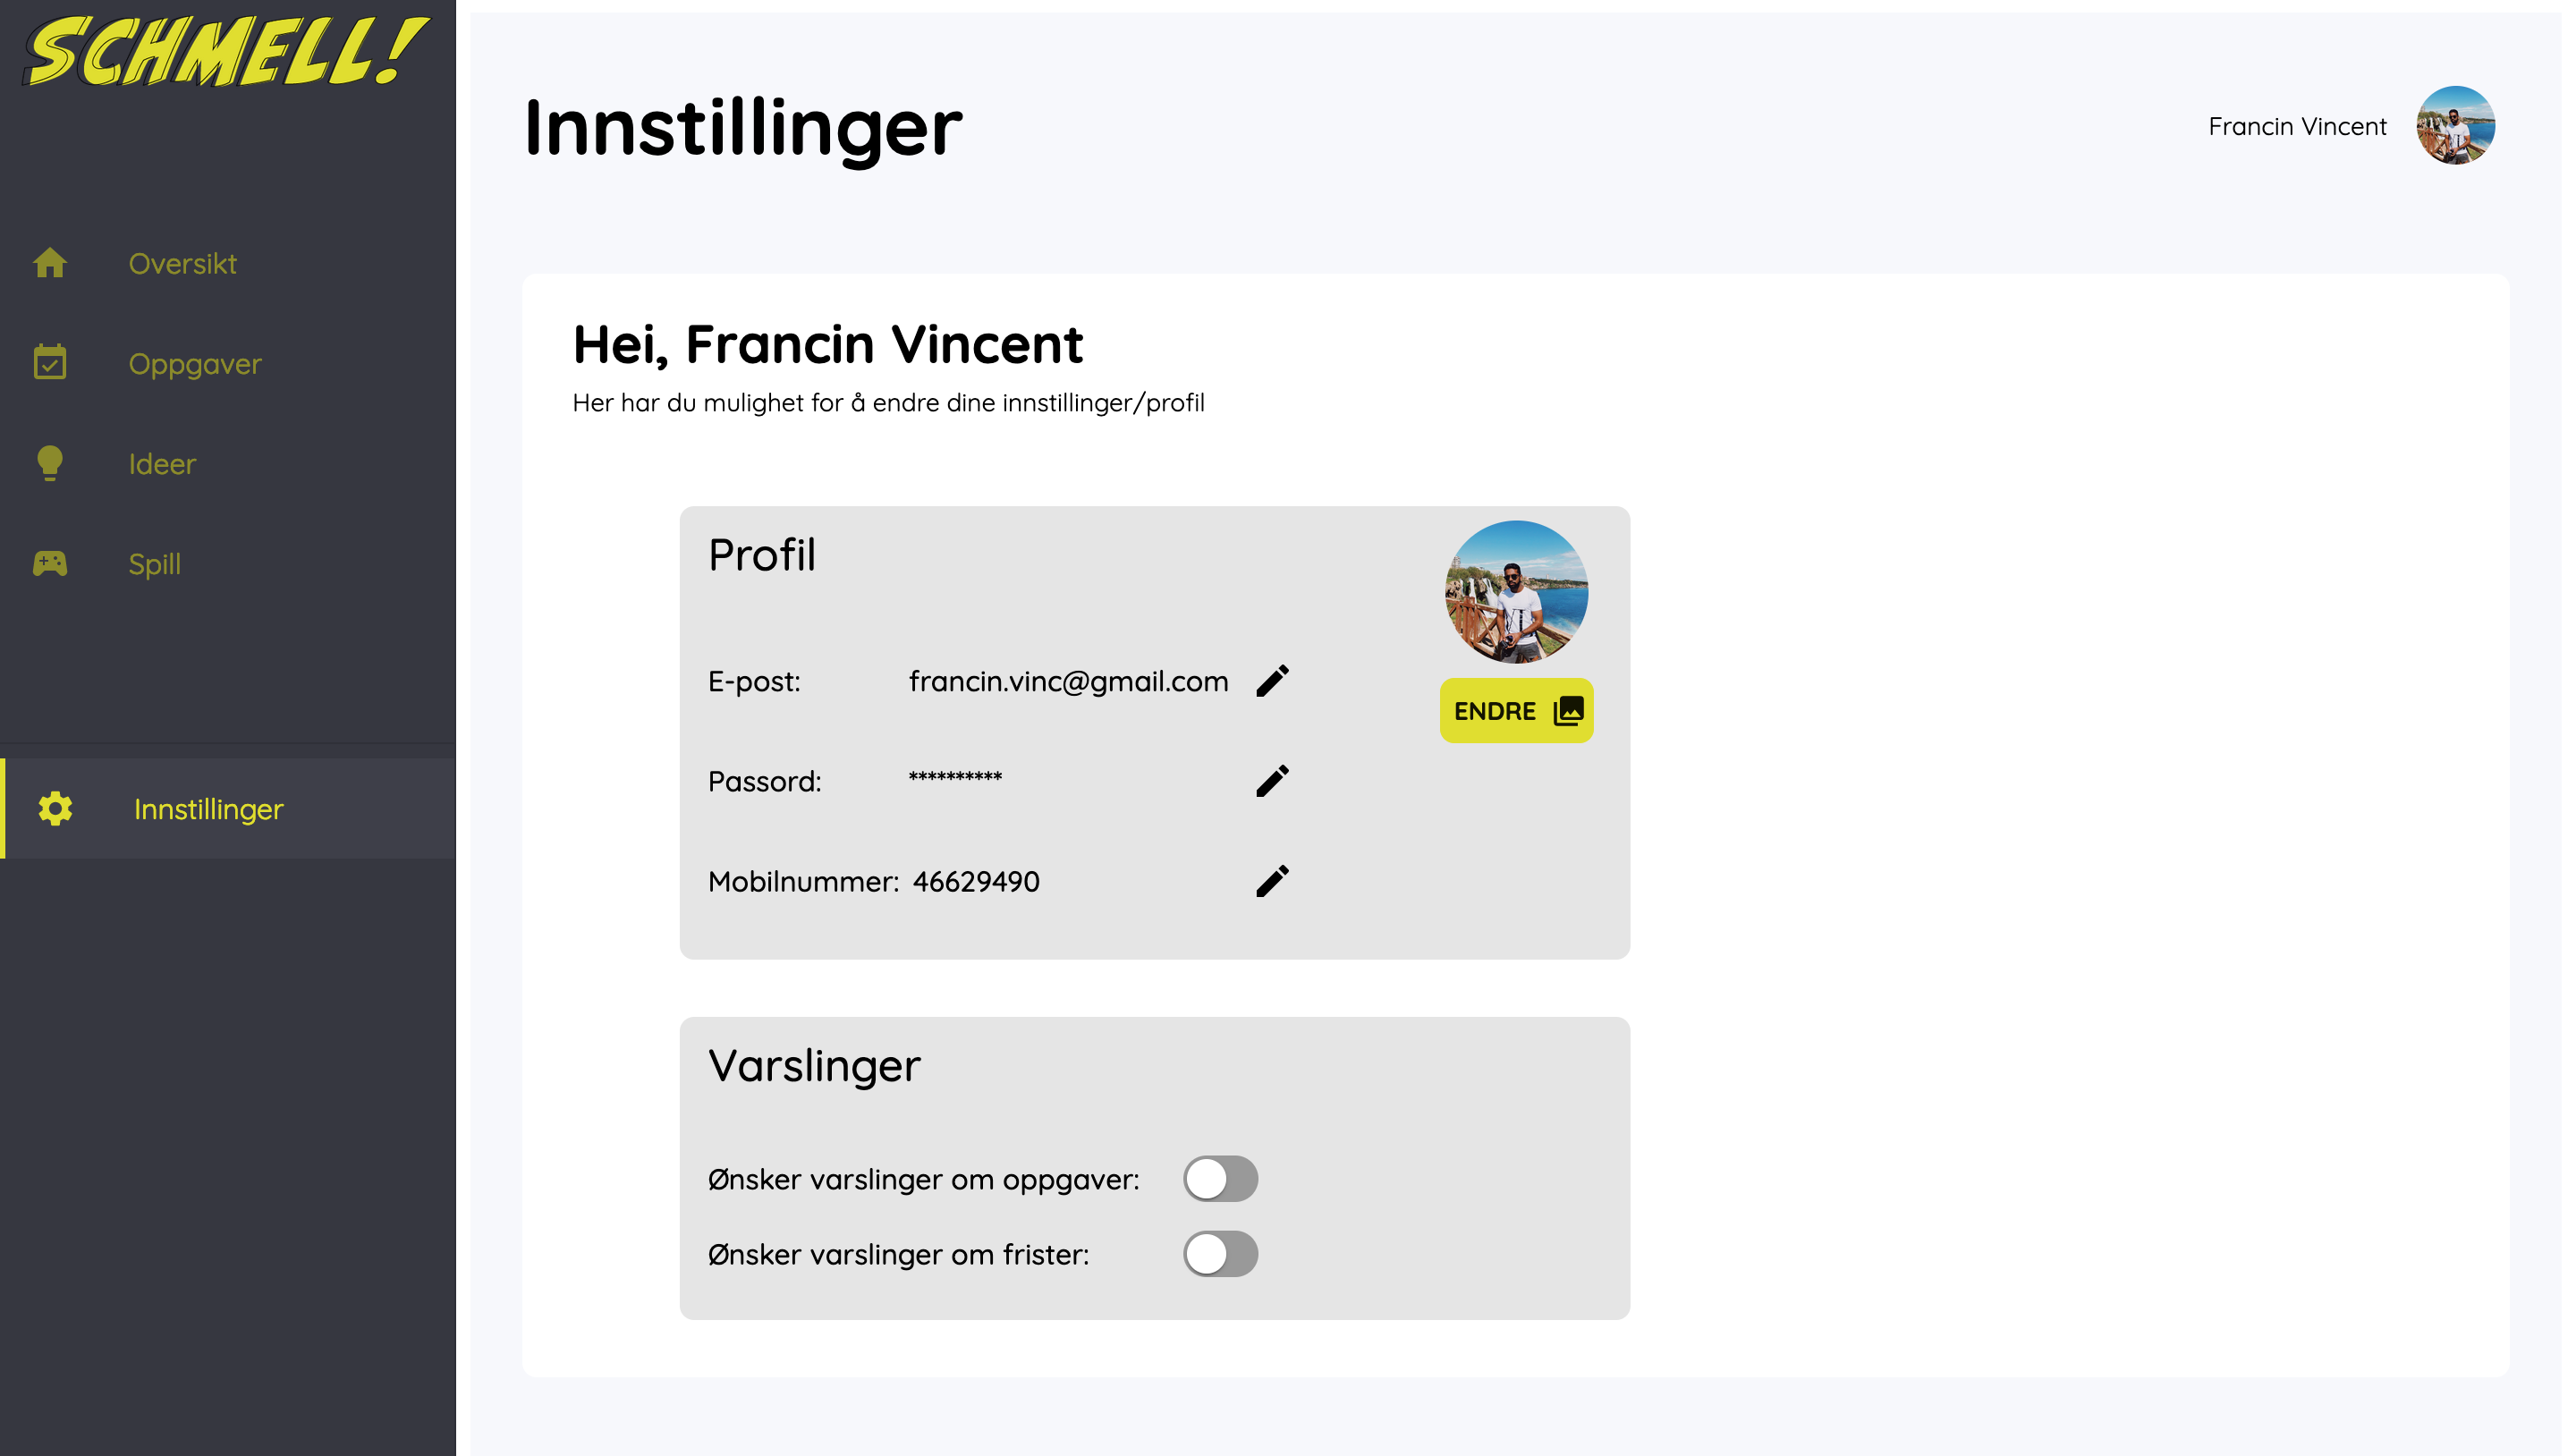 SCHMELL!
Oversikt
Oppgaver
Ideer
Spill
Innstillinger
Innstillinger
Francin Vincent
Hei, Francin Vincent
Her har du mulighet for å endre dine innstillinger/profil
Profil
E-post: francin.vinc@gmail.com
ENDRE
Passord: **********
Mobilnummer: 46629490
Varslinger
Ønsker varslinger om oppgaver:
Ønsker varslinger om frister: